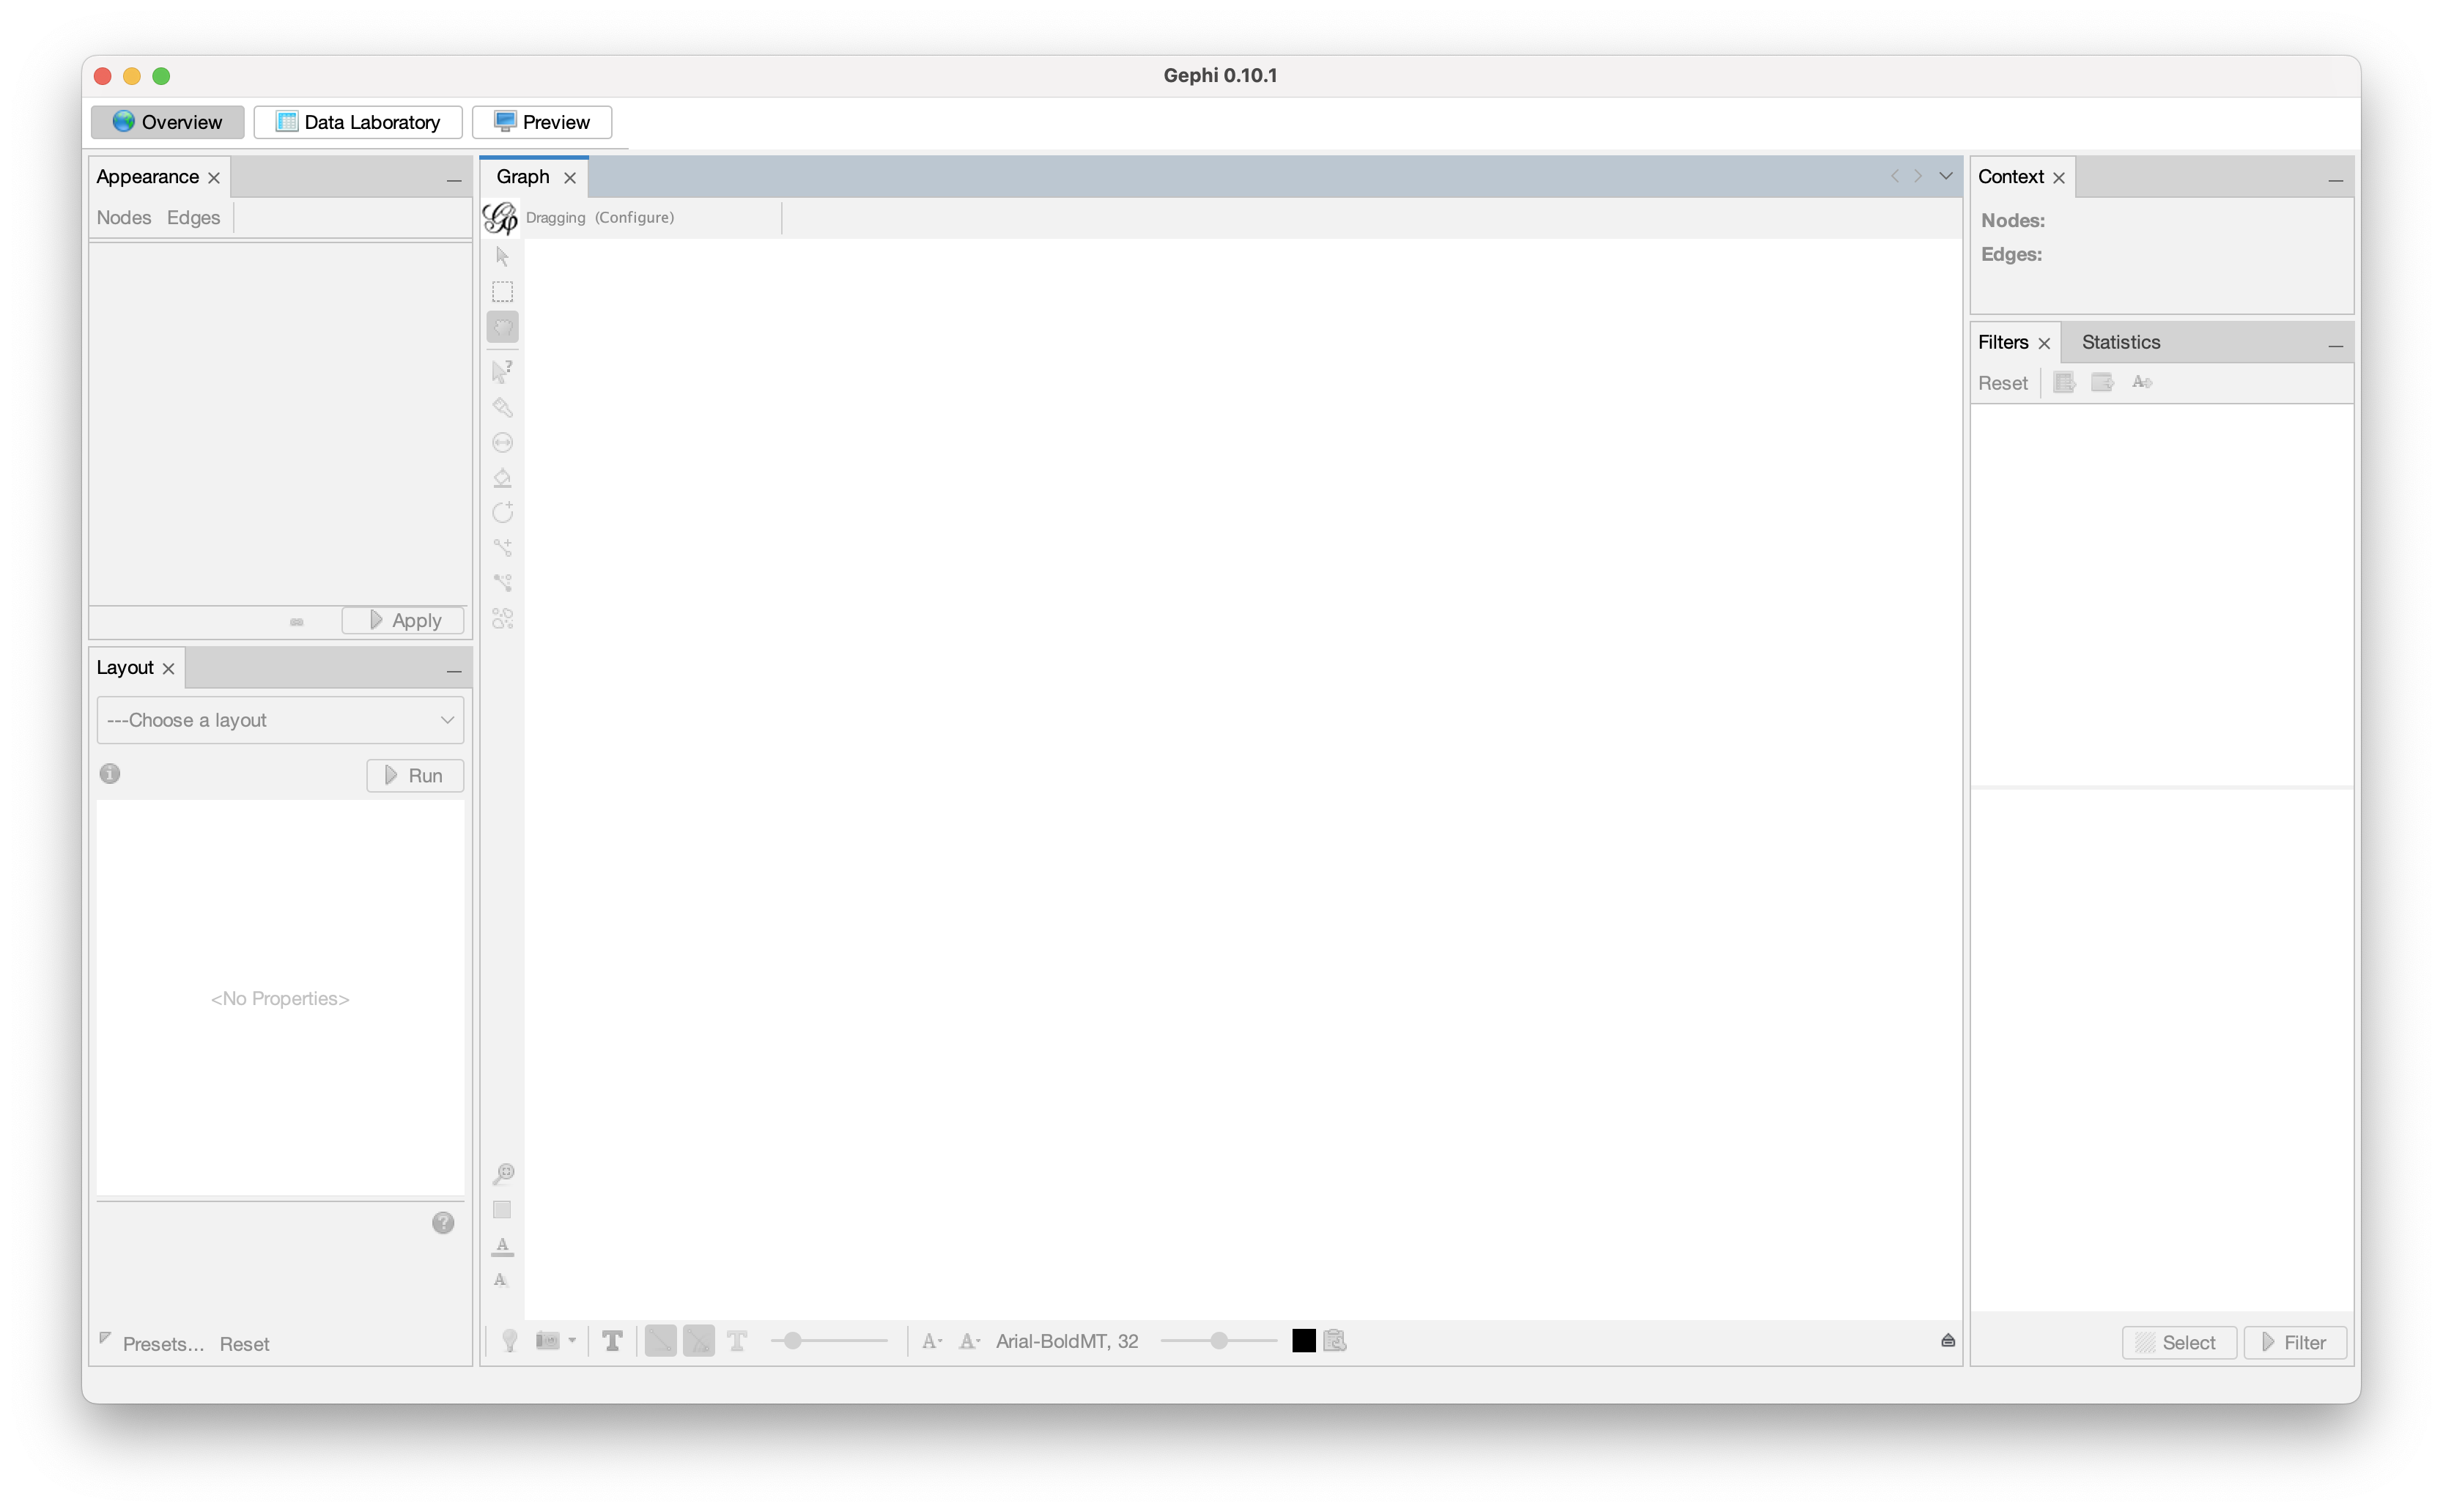 Gephi 0.10.1
Overview
Data Laboratory
Preview
Appearance
Nodes Edges
Apply
Layout
---Choose a layout
Run
<No Properties>
Presets... Reset
Graph
Dragging (Configure)
Arial-BoldMT, 32
Context
Nodes:
Edges:
Filters
Statistics
Reset
Select
Filter